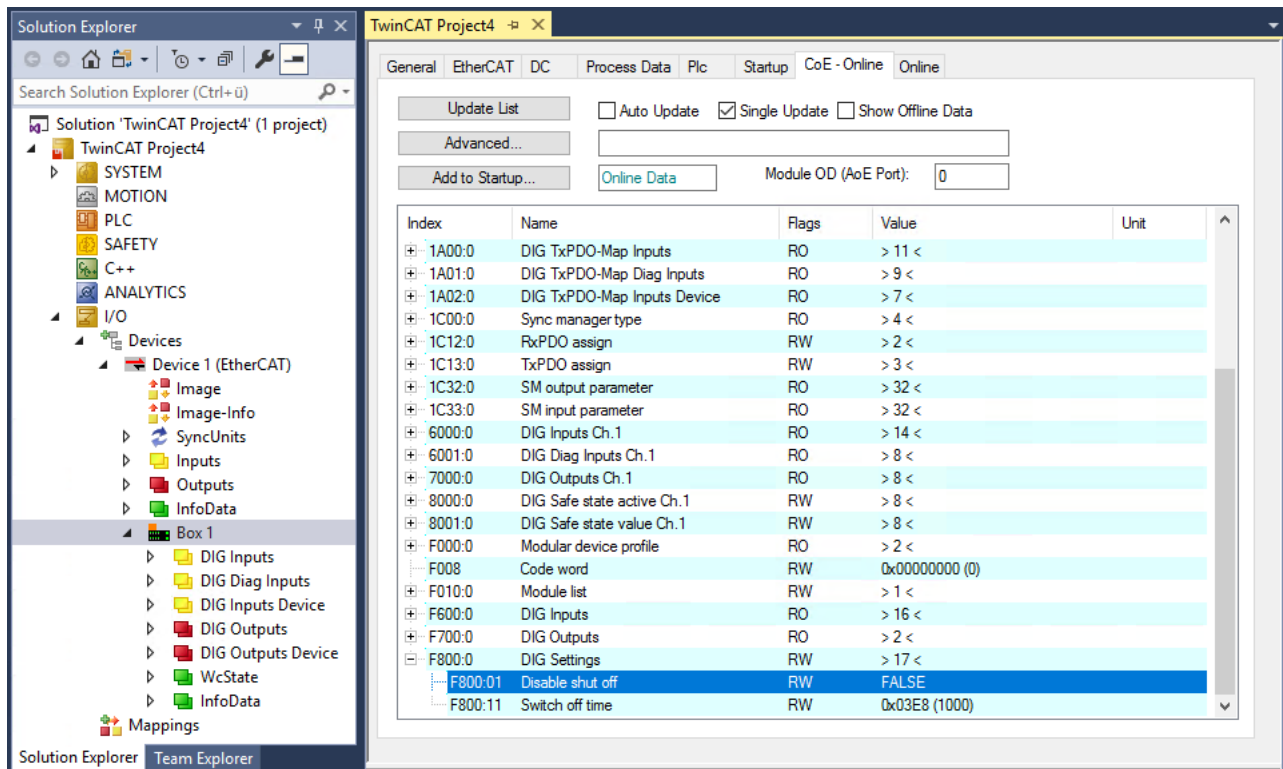 Solution Explorer
Search Solution Explorer (Ctrl+ü)
Solution 'TwinCAT Project4' (1 project)
TwinCAT Project4
SYSTEM
MOTION
PLC
SAFETY
C++
ANALYTICS
I/O
Devices
Device 1 (EtherCAT)
Image
Image-Info
SyncUnits
Inputs
Outputs
InfoData
Box 1
DIG Inputs
DIG Diag Inputs
DIG Inputs Device
DIG Outputs
DIG Outputs Device
WcState
InfoData
Mappings
Solution Explorer Team Explorer
TwinCAT Project4
General EtherCAT DC Process Data Plc Startup CoE - Online Online
Update List Auto Update Single Update Show Offline Data
Advanced...
Add to Startup... Online Data Module OD (AoE Port): 0
Index Name Flags Value Unit
1A00:0 DIG TxPDO-Map Inputs RO > 11 <
1A01:0 DIG TxPDO-Map Diag Inputs RO > 9 <
1A02:0 DIG TxPDO-Map Inputs Device RO > 7 <
1C00:0 Sync manager type RO > 4 <
1C12:0 RxPDO assign RW > 2 <
1C13:0 TxPDO assign RW > 3 <
1C32:0 SM output parameter RO > 32 <
1C33:0 SM input parameter RO > 32 <
6000:0 DIG Inputs Ch.1 RO > 14 <
6001:0 DIG Diag Inputs Ch.1 RO > 8 <
7000:0 DIG Outputs Ch.1 RO > 8 <
8000:0 DIG Safe state active Ch.1 RW > 8 <
8001:0 DIG Safe state value Ch.1 RW > 8 <
F000:0 Modular device profile RO > 2 <
F008 Code word RW 0x00000000 (0)
F010:0 Module list RW > 1 <
F600:0 DIG Inputs RO > 16 <
F700:0 DIG Outputs RO > 2 <
F800:0 DIG Settings RW > 17 <
F800:01 Disable shut off RW FALSE
F800:11 Switch off time RW 0x03E8 (1000)